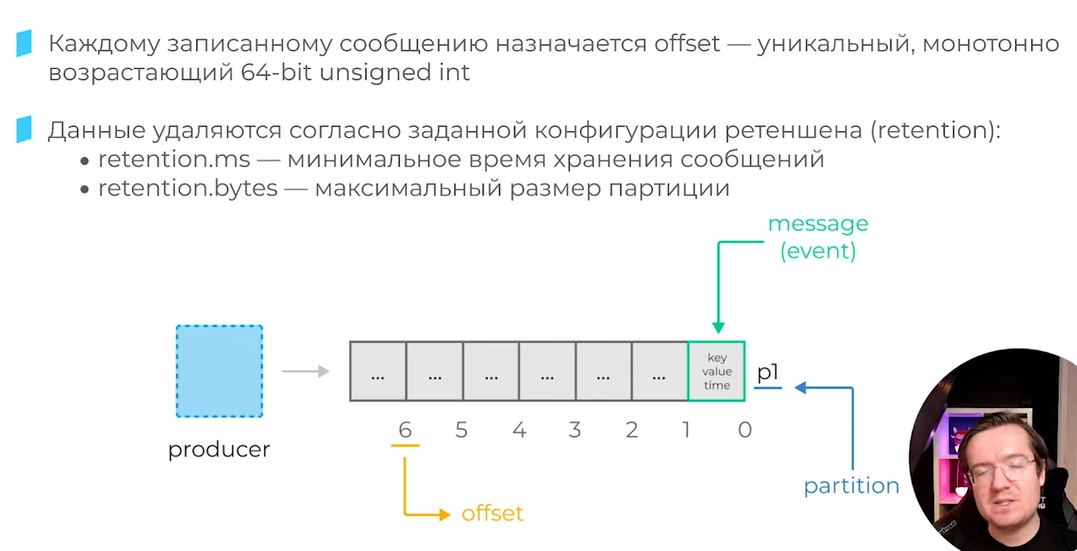 Каждому записанному сообщению назначается offset — уникальный, монотонно
возрастающий 64-bit unsigned int
Данные удаляются согласно заданной конфигурации ретеншена (retention):
• retention.ms — минимальное время хранения сообщений
• retention.bytes — максимальный размер партиции
message
(event)
... ... ... ... ... ...
key
value
time
p1
producer
6 5 4 3 2 1 0
partition
offset